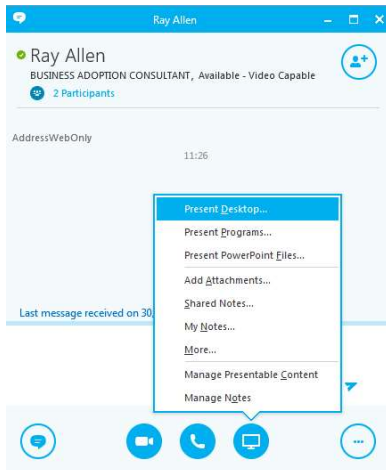 Ray Allen
Ray Allen
BUSINESS ADOPTION CONSULTANT, Available - Video Capable
2 Participants
AddressWebOnly
11:26
Present Desktop...
Present Programs...
Present PowerPoint Files...
Add Attachments...
Shared Notes...
Last message received on 30,
My Notes...
More...
Manage Presentable Content
Manage Notes